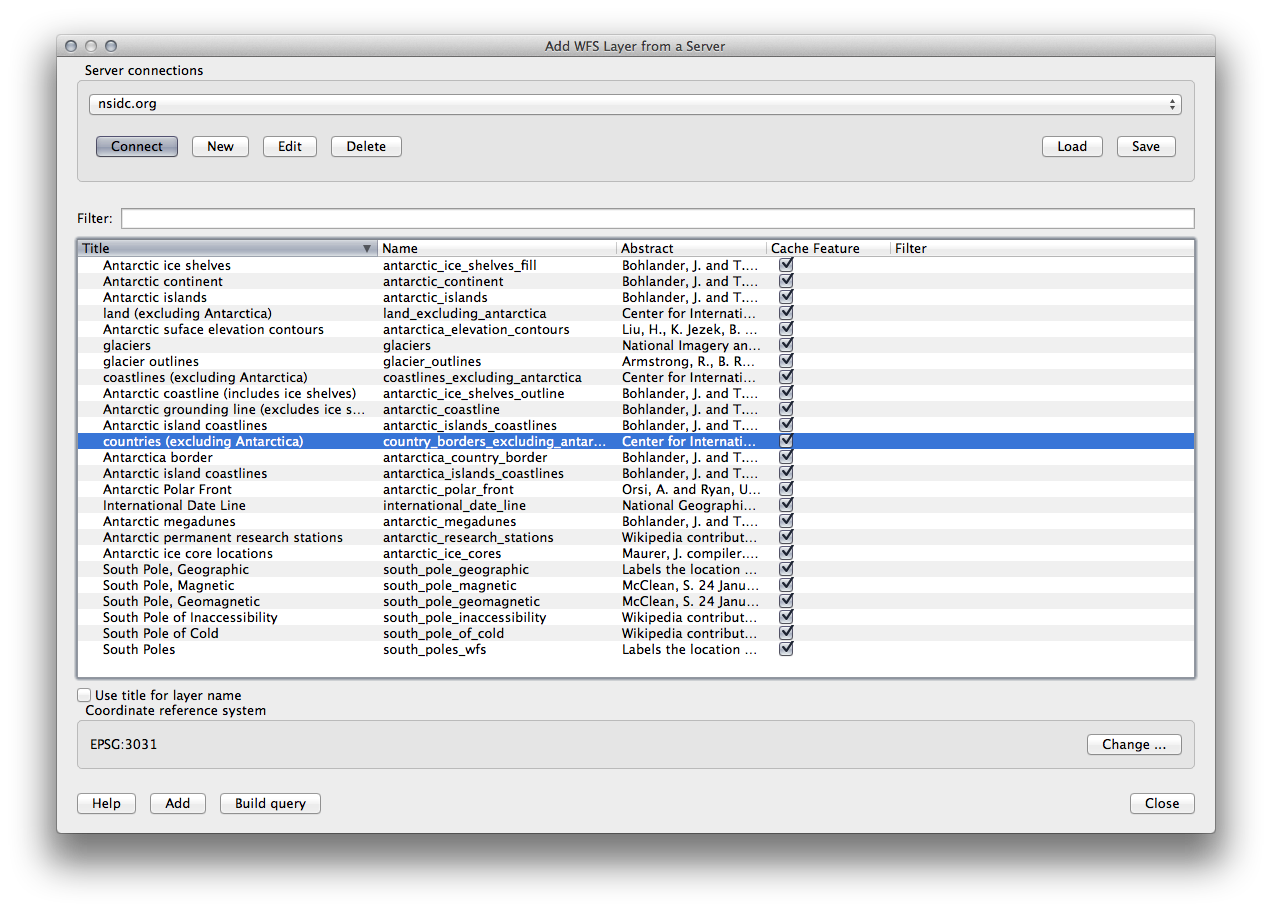 Add WFS Layer from a Server
Server connections
nsidc.org
Connect New Edit Delete Load Save
Filter:
Title Name Abstract Cache Feature Filter
Antarctic ice shelves antarctic_ice_shelves_fill Bohlander, J. and T....
Antarctic continent antarctic_continent Bohlander, J. and T....
Antarctic islands antarctic_islands Bohlander, J. and T....
land (excluding Antarctica) land_excluding_antarctica Center for Internati...
Antarctic suface elevation contours antarctica_elevation_contours Liu, H., K. Jezek, B. ...
glaciers glaciers National Imagery an...
glacier outlines glacier_outlines Armstrong, R., B. R...
coastlines (excluding Antarctica) coastlines_excluding_antarctica Center for Internati...
Antarctic coastline (includes ice shelves) antarctic_ice_shelves_outline Bohlander, J. and T....
Antarctic grounding line (excludes ice s... antarctic_coastline Bohlander, J. and T....
Antarctic island coastlines antarctic_islands_coastlines Bohlander, J. and T....
countries (excluding Antarctica) country_borders_excluding_antar... Center for Internati...
Antarctica border antarctica_country_border Bohlander, J. and T....
Antarctic island coastlines antarctica_islands_coastlines Bohlander, J. and T....
Antarctic Polar Front antarctic_polar_front Orsi, A. and Ryan, U...
International Date Line international_date_line National Geographi...
Antarctic megadunes antarctic_megadunes Bohlander, J. and T....
Antarctic permanent research stations antarctic_research_stations Wikipedia contribut...
Antarctic ice core locations antarctic_ice_cores Maurer, J. compiler....
South Pole, Geographic south_pole_geographic Labels the location ...
South Pole, Magnetic south_pole_magnetic McClean, S. 24 Janu...
South Pole, Geomagnetic south_pole_geomagnetic McClean, S. 24 Janu...
South Pole of Inaccessibility south_pole_inaccessibility Wikipedia contribut...
South Pole of Cold south_pole_of_cold Wikipedia contribut...
South Poles south_poles_wfs Labels the location ...
Use title for layer name
Coordinate reference system
EPSG:3031 Change ...
Help Add Build query Close